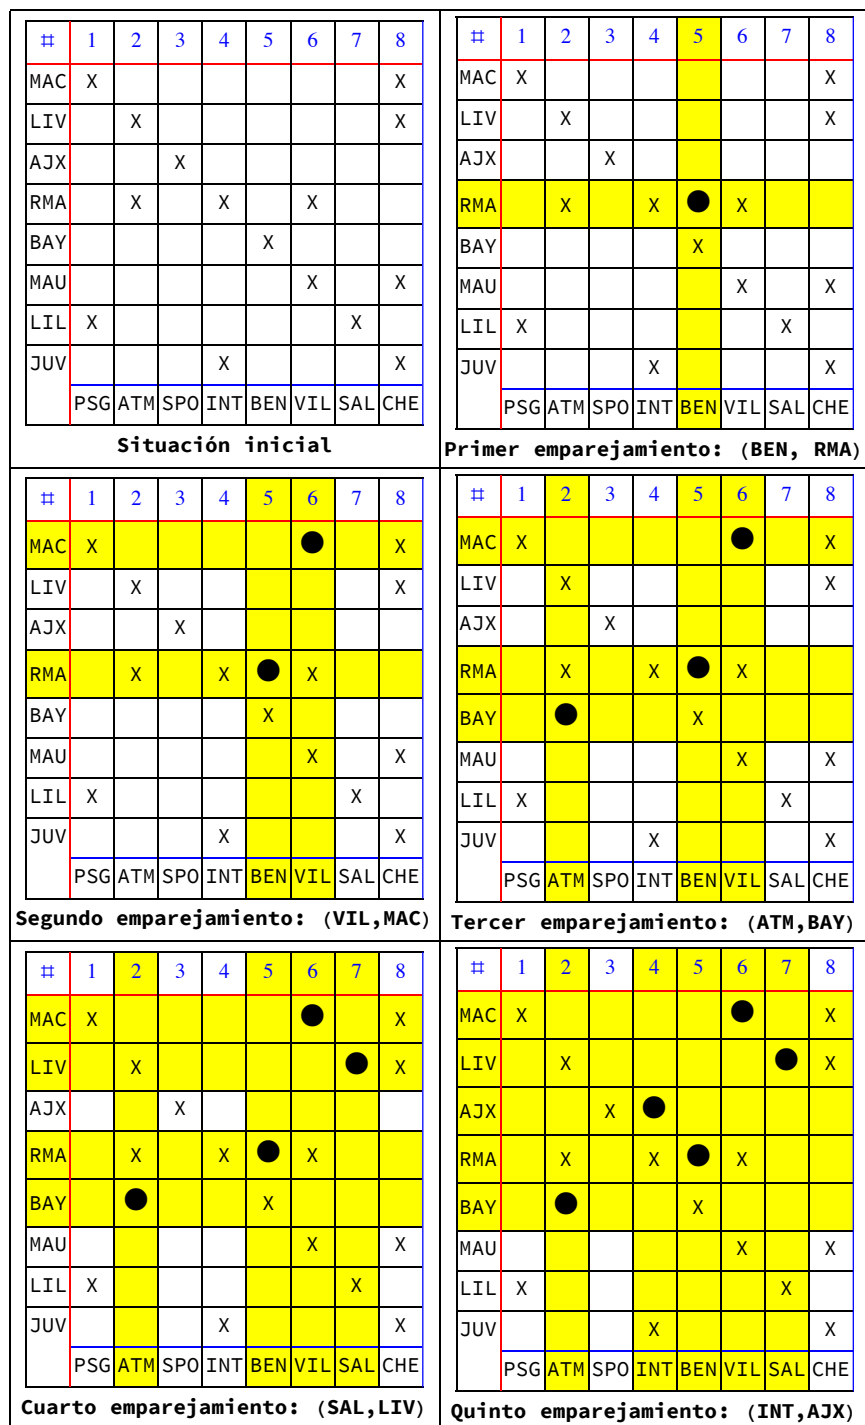 # 1 2 3 4 5 6 7 8
MAC X X
LIV X X
AJX X
RMA X X X
BAY X
MAU X X
LIL X X
JUV X X
PSG ATM SPO INT BEN VIL SAL CHE
Situación inicial
# 1 2 3 4 5 6 7 8
MAC X X
LIV X X
AJX X
RMA X X ● X
BAY X
MAU X X
LIL X X
JUV X X
PSG ATM SPO INT BEN VIL SAL CHE
Primer emparejamiento: (BEN, RMA)
# 1 2 3 4 5 6 7 8
MAC X ● X
LIV X X
AJX X
RMA X X ● X
BAY X
MAU X X
LIL X X
JUV X X
PSG ATM SPO INT BEN VIL SAL CHE
Segundo emparejamiento: (VIL,MAC)
# 1 2 3 4 5 6 7 8
MAC X ● X
LIV X X
AJX X
RMA X X ● X
BAY ● X
MAU X X
LIL X X
JUV X X
PSG ATM SPO INT BEN VIL SAL CHE
Tercer emparejamiento: (ATM,BAY)
# 1 2 3 4 5 6 7 8
MAC X ● X
LIV X ● X
AJX X
RMA X X ● X
BAY ● X
MAU X X
LIL X X
JUV X X
PSG ATM SPO INT BEN VIL SAL CHE
Cuarto emparejamiento: (SAL,LIV)
# 1 2 3 4 5 6 7 8
MAC X ● X
LIV X ● X
AJX X ●
RMA X X ● X
BAY ● X
MAU X X
LIL X X
JUV X X
PSG ATM SPO INT BEN VIL SAL CHE
Quinto emparejamiento: (INT,AJX)